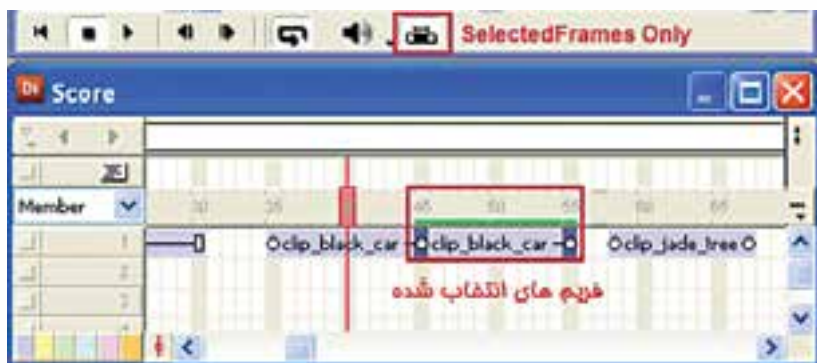 SelectedFrames Only
Di Score
Member
30 35 45 50 55 60 65
1 clip_black_car clip_black_car clip_jade_tree
2
3
فریم های انتخاب شده